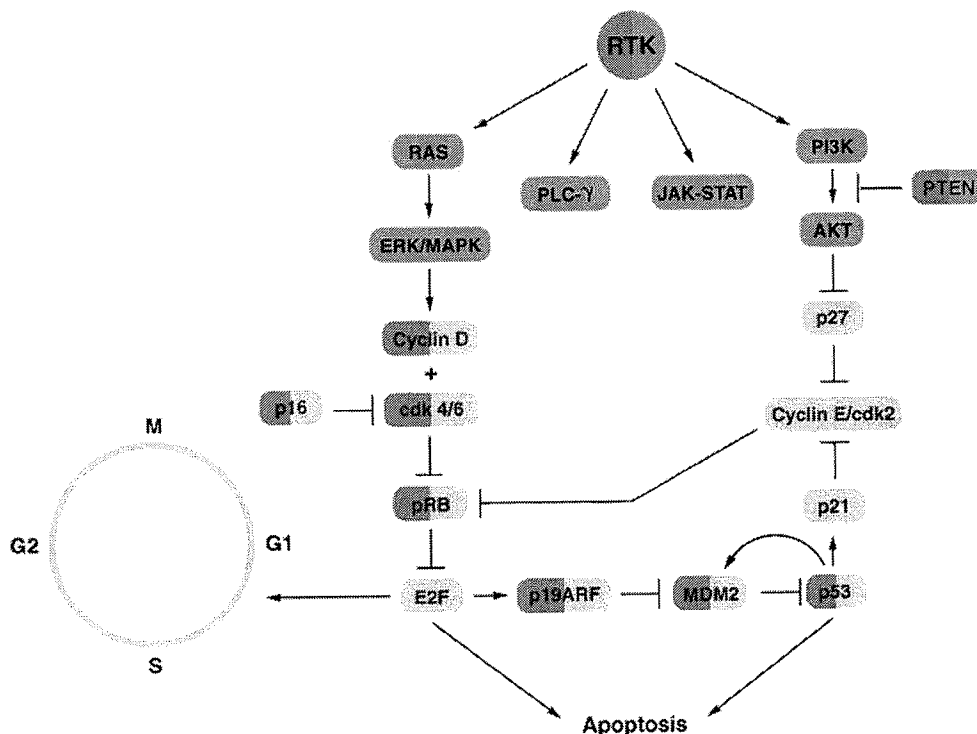 RTK
RAS
PI3K
PLC-γ
JAK-STAT
PTEN
ERK/MAPK
AKT
p27
Cyclin D
+
p16
cdk 4/6
Cyclin E/cdk2
M
pRB
p21
G2
G1
E2F
p19ARF
MDM2
p53
S
Apoptosis